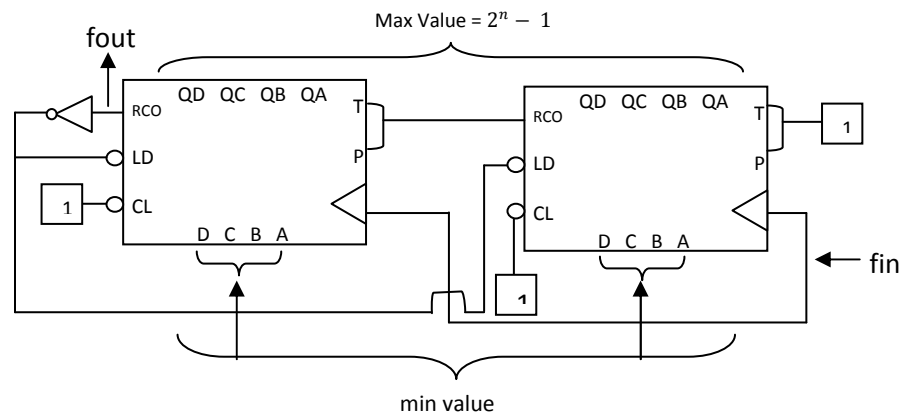 Max Value = 2ⁿ − 1
fout
RCO QD QC QB QA T
LD P
1 CL
D C B A
RCO QD QC QB QA T 1
LD P
CL
D C B A
1
fin
min value